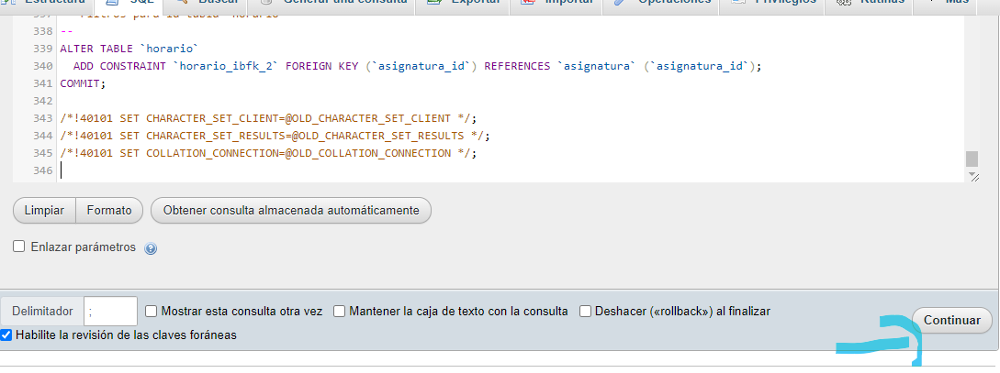 Estructura SQL Buscar Generar una consulta Exportar Importar Operaciones Privilegios Rutinas Más
337 -- Filtros para la tabla `horario`
338 --
339 ALTER TABLE `horario`
340 ADD CONSTRAINT `horario_ibfk_2` FOREIGN KEY (`asignatura_id`) REFERENCES `asignatura` (`asignatura_id`);
341 COMMIT;
342
343 /*!40101 SET CHARACTER_SET_CLIENT=@OLD_CHARACTER_SET_CLIENT */;
344 /*!40101 SET CHARACTER_SET_RESULTS=@OLD_CHARACTER_SET_RESULTS */;
345 /*!40101 SET COLLATION_CONNECTION=@OLD_COLLATION_CONNECTION */;
346
Limpiar Formato Obtener consulta almacenada automáticamente
Enlazar parámetros
Delimitador ; Mostrar esta consulta otra vez Mantener la caja de texto con la consulta Deshacer («rollback») al finalizar
Continuar
Habilite la revisión de las claves foráneas